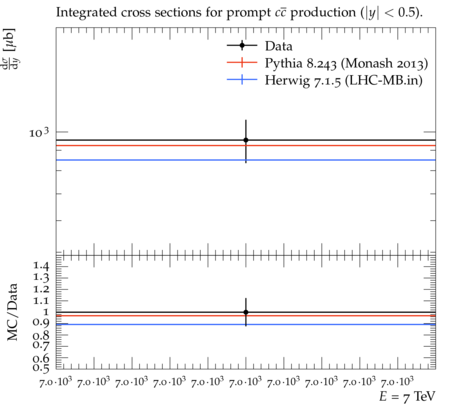 Integrated cross sections for prompt cc̅ production (|y| < 0.5).
dσ/dy [μb]
Data
Pythia 8.243 (Monash 2013)
Herwig 7.1.5 (LHC-MB.in)
10³
MC/Data
1.4
1.3
1.2
1.1
1
0.9
0.8
0.7
0.6
0.5
7.0·10³ 7.0·10³ 7.0·10³ 7.0·10³ 7.0·10³ 7.0·10³ 7.0·10³ 7.0·10³ 7.0·10³ 7.0·10³
E = 7 TeV